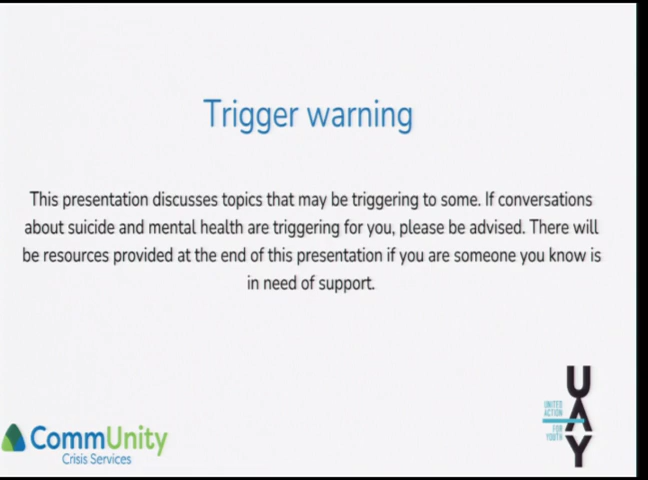 Trigger warning
This presentation discusses topics that may be triggering to some. If conversations
about suicide and mental health are triggering for you, please be advised. There will
be resources provided at the end of this presentation if you are someone you know is
in need of support.
CommUnity
Crisis Services
UAY
UNITED
ACTION
FOR
YOUTH